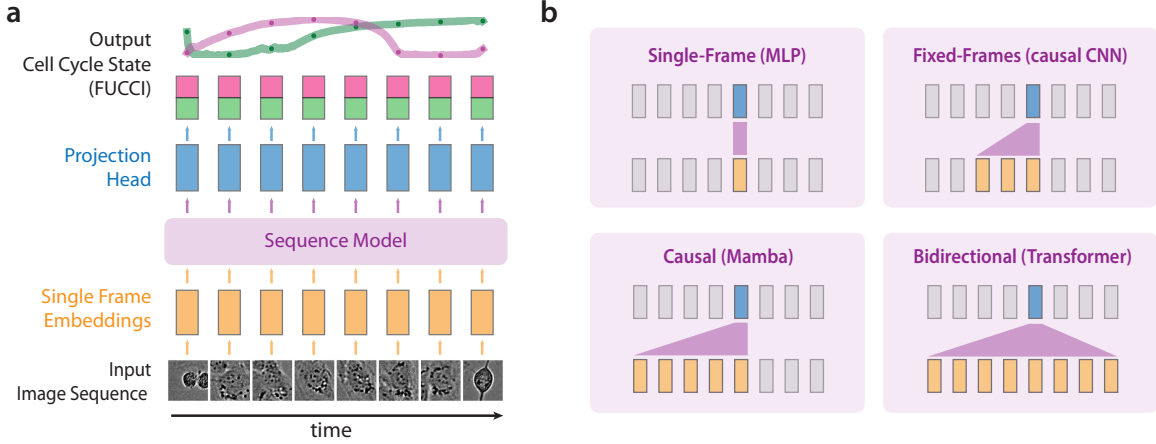 a
Output
Cell Cycle State
(FUCCI)
Projection
Head
Sequence Model
Single Frame
Embeddings
Input
Image Sequence
time
b
Single-Frame (MLP)
Fixed-Frames (causal CNN)
Causal (Mamba)
Bidirectional (Transformer)